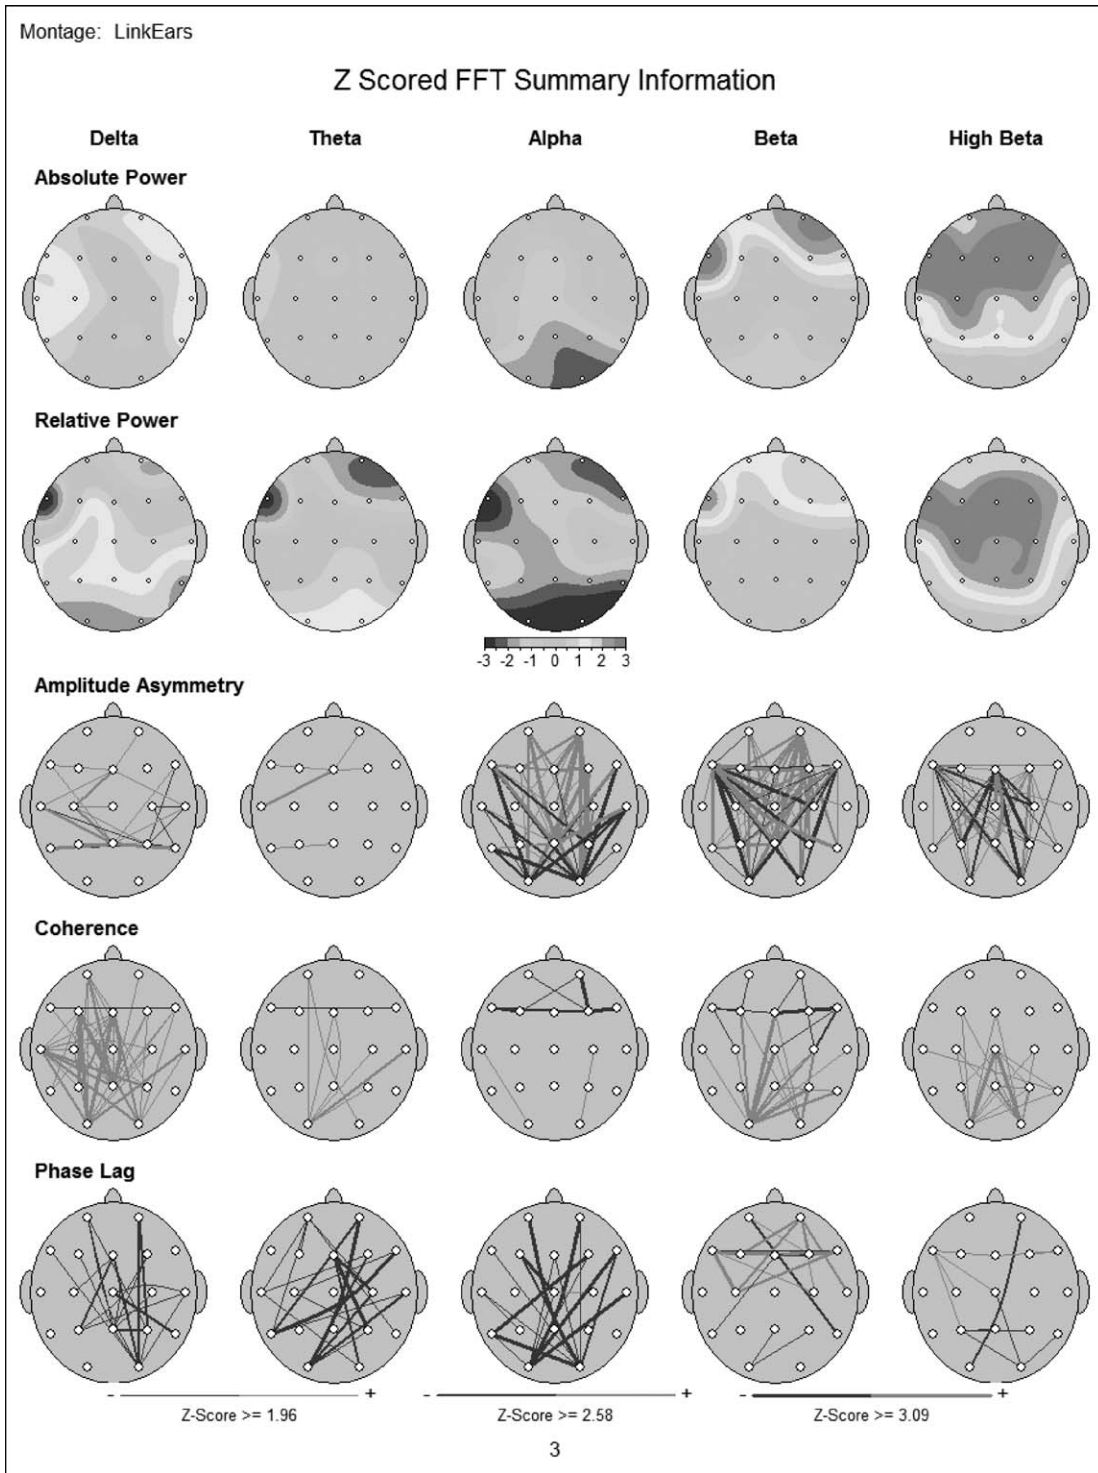 Montage: LinkEars
Z Scored FFT Summary Information
Delta Theta Alpha Beta High Beta
Absolute Power
Relative Power
-3 -2 -1 0 1 2 3
Amplitude Asymmetry
Coherence
Phase Lag
- + - + - +
Z-Score >= 1.96 Z-Score >= 2.58 Z-Score >= 3.09
3